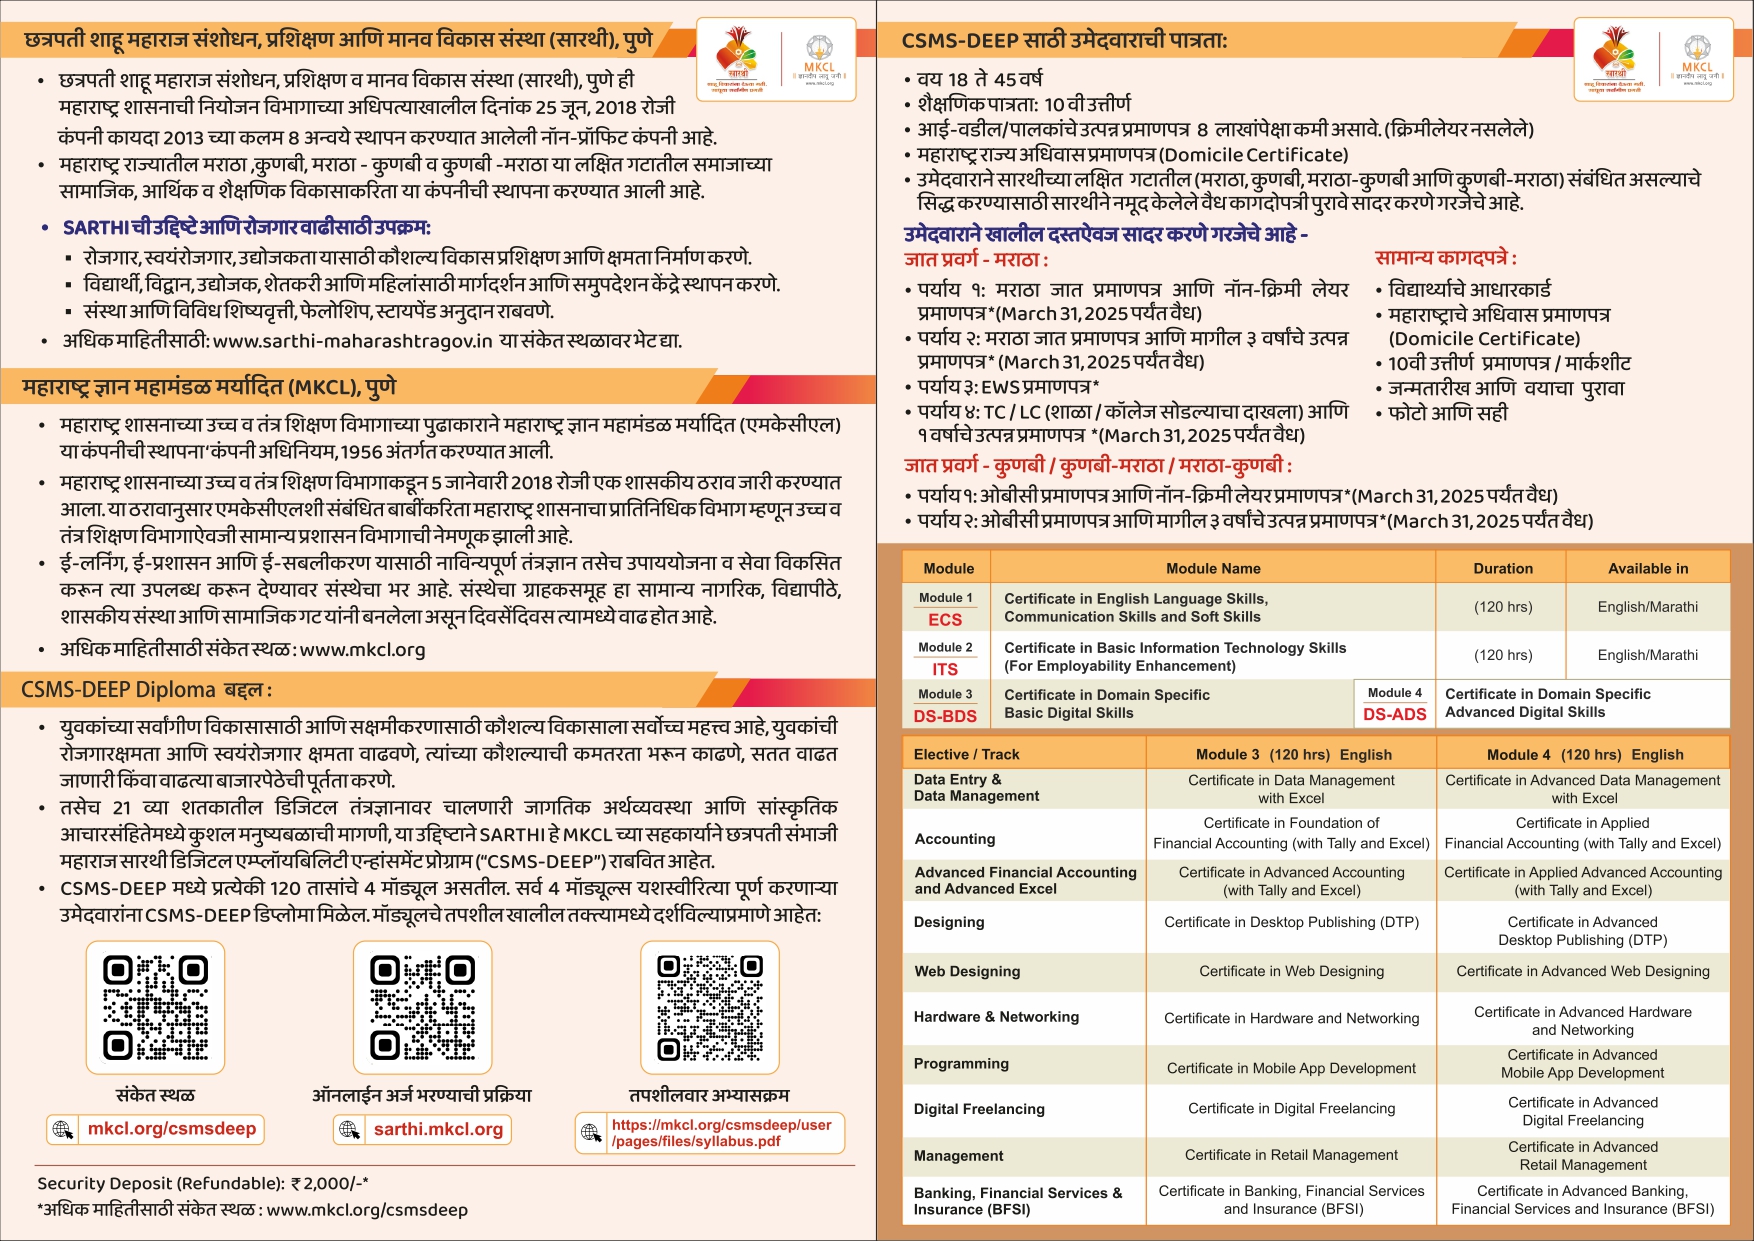 छत्रपती शाहू महाराज संशोधन, प्रशिक्षण आणि मानव विकास संस्था (सारथी), पुणे
सारथी
MKCL
|| ज्ञानदीप लावू जगी ||
www.mkcl.org
• छत्रपती शाहू महाराज संशोधन, प्रशिक्षण व मानव विकास संस्था (सारथी), पुणे ही
महाराष्ट्र शासनाची नियोजन विभागाच्या अधिपत्याखालील दिनांक 25 जून, 2018 रोजी
कंपनी कायदा 2013 च्या कलम 8 अन्वये स्थापन करण्यात आलेली नॉन-प्रॉफिट कंपनी आहे.
• महाराष्ट्र राज्यातील मराठा ,कुणबी, मराठा - कुणबी व कुणबी -मराठा या लक्षित गटातील समाजाच्या
सामाजिक, आर्थिक व शैक्षणिक विकासाकरिता या कंपनीची स्थापना करण्यात आली आहे.
• SARTHI ची उद्दिष्टे आणि रोजगार वाढीसाठी उपक्रम:
▪ रोजगार, स्वयंरोजगार, उद्योजकता यासाठी कौशल्य विकास प्रशिक्षण आणि क्षमता निर्माण करणे.
▪ विद्यार्थी, विद्वान, उद्योजक, शेतकरी आणि महिलांसाठी मार्गदर्शन आणि समुपदेशन केंद्रे स्थापन करणे.
▪ संस्था आणि विविध शिष्यवृत्ती, फेलोशिप, स्टायपेंड अनुदान राबवणे.
• अधिक माहितीसाठी: www.sarthi-maharashtragov.in या संकेत स्थळावर भेट द्या.
महाराष्ट्र ज्ञान महामंडळ मर्यादित (MKCL), पुणे
• महाराष्ट्र शासनाच्या उच्च व तंत्र शिक्षण विभागाच्या पुढाकाराने महाराष्ट्र ज्ञान महामंडळ मर्यादित (एमकेसीएल)
या कंपनीची स्थापना 'कंपनी अधिनियम, 1956 अंतर्गत करण्यात आली.
• महाराष्ट्र शासनाच्या उच्च व तंत्र शिक्षण विभागाकडून 5 जानेवारी 2018 रोजी एक शासकीय ठराव जारी करण्यात
आला. या ठरावानुसार एमकेसीएलशी संबंधित बाबींकरिता महाराष्ट्र शासनाचा प्रातिनिधिक विभाग म्हणून उच्च व
तंत्र शिक्षण विभागाऐवजी सामान्य प्रशासन विभागाची नेमणूक झाली आहे.
• ई-लर्निंग, ई-प्रशासन आणि ई-सबलीकरण यासाठी नाविन्यपूर्ण तंत्रज्ञान तसेच उपाययोजना व सेवा विकसित
करून त्या उपलब्ध करून देण्यावर संस्थेचा भर आहे. संस्थेचा ग्राहकसमूह हा सामान्य नागरिक, विद्यापीठे,
शासकीय संस्था आणि सामाजिक गट यांनी बनलेला असून दिवसेंदिवस त्यामध्ये वाढ होत आहे.
• अधिक माहितीसाठी संकेत स्थळ : www.mkcl.org
CSMS-DEEP Diploma बद्दल :
• युवकांच्या सर्वांगीण विकासासाठी आणि सक्षमीकरणासाठी कौशल्य विकासाला सर्वोच्च महत्त्व आहे, युवकांची
रोजगारक्षमता आणि स्वयंरोजगार क्षमता वाढवणे, त्यांच्या कौशल्याची कमतरता भरून काढणे, सतत वाढत
जाणारी किंवा वाढत्या बाजारपेठेची पूर्तता करणे.
• तसेच 21 व्या शतकातील डिजिटल तंत्रज्ञानावर चालणारी जागतिक अर्थव्यवस्था आणि सांस्कृतिक
आचारसंहितेमध्ये कुशल मनुष्यबळाची मागणी, या उद्दिष्टाने SARTHI हे MKCL च्या सहकार्याने छत्रपती संभाजी
महाराज सारथी डिजिटल एम्प्लॉयबिलिटी एन्हांसमेंट प्रोग्राम (“CSMS-DEEP”) राबवित आहेत.
• CSMS-DEEP मध्ये प्रत्येकी 120 तासांचे 4 मॉड्यूल असतील. सर्व 4 मॉड्यूल्स यशस्वीरित्या पूर्ण करणाऱ्या
उमेदवारांना CSMS-DEEP डिप्लोमा मिळेल. मॉड्यूलचे तपशील खालील तक्त्यामध्ये दर्शविल्याप्रमाणे आहेत:
संकेत स्थळ
mkcl.org/csmsdeep
ऑनलाईन अर्ज भरण्याची प्रक्रिया
sarthi.mkcl.org
तपशीलवार अभ्यासक्रम
https://mkcl.org/csmsdeep/user
/pages/files/syllabus.pdf
Security Deposit (Refundable): ₹ 2,000/-*
*अधिक माहितीसाठी संकेत स्थळ : www.mkcl.org/csmsdeep
CSMS-DEEP साठी उमेदवाराची पात्रता:
सारथी
MKCL
|| ज्ञानदीप लावू जगी ||
www.mkcl.org
• वय 18 ते 45 वर्ष
• शैक्षणिक पात्रता: 10 वी उत्तीर्ण
• आई-वडील/पालकांचे उत्पन्न प्रमाणपत्र 8 लाखांपेक्षा कमी असावे. (क्रिमीलेयर नसलेले)
• महाराष्ट्र राज्य अधिवास प्रमाणपत्र (Domicile Certificate)
• उमेदवाराने सारथीच्या लक्षित गटातील (मराठा, कुणबी, मराठा-कुणबी आणि कुणबी-मराठा) संबंधित असल्याचे
सिद्ध करण्यासाठी सारथीने नमूद केलेले वैध कागदोपत्री पुरावे सादर करणे गरजेचे आहे.
उमेदवाराने खालील दस्तऐवज सादर करणे गरजेचे आहे -
जात प्रवर्ग - मराठा :
• पर्याय १: मराठा जात प्रमाणपत्र आणि नॉन-क्रिमी लेयर
प्रमाणपत्र*(March 31, 2025 पर्यंत वैध)
• पर्याय २: मराठा जात प्रमाणपत्र आणि मागील ३ वर्षांचे उत्पन्न
प्रमाणपत्र* (March 31, 2025 पर्यंत वैध)
• पर्याय ३: EWS प्रमाणपत्र*
• पर्याय ४: TC / LC (शाळा / कॉलेज सोडल्याचा दाखला) आणि
१ वर्षाचे उत्पन्न प्रमाणपत्र *(March 31, 2025 पर्यंत वैध)
सामान्य कागदपत्रे :
• विद्यार्थ्याचे आधारकार्ड
• महाराष्ट्राचे अधिवास प्रमाणपत्र
(Domicile Certificate)
• 10वी उत्तीर्ण प्रमाणपत्र / मार्कशीट
• जन्मतारीख आणि वयाचा पुरावा
• फोटो आणि सही
जात प्रवर्ग - कुणबी / कुणबी-मराठा / मराठा-कुणबी :
• पर्याय १: ओबीसी प्रमाणपत्र आणि नॉन-क्रिमी लेयर प्रमाणपत्र*(March 31, 2025 पर्यंत वैध)
• पर्याय २: ओबीसी प्रमाणपत्र आणि मागील ३ वर्षांचे उत्पन्न प्रमाणपत्र*(March 31, 2025 पर्यंत वैध)
Module Module Name Duration Available in
Module 1
ECS
Certificate in English Language Skills,
Communication Skills and Soft Skills
(120 hrs) English/Marathi
Module 2
ITS
Certificate in Basic Information Technology Skills
(For Employability Enhancement)
(120 hrs) English/Marathi
Module 3
DS-BDS
Certificate in Domain Specific
Basic Digital Skills
Module 4
DS-ADS
Certificate in Domain Specific
Advanced Digital Skills
Elective / Track Module 3 (120 hrs) English Module 4 (120 hrs) English
Data Entry &
Data Management
Certificate in Data Management
with Excel
Certificate in Advanced Data Management
with Excel
Accounting
Certificate in Foundation of
Financial Accounting (with Tally and Excel)
Certificate in Applied
Financial Accounting (with Tally and Excel)
Advanced Financial Accounting
and Advanced Excel
Certificate in Advanced Accounting
(with Tally and Excel)
Certificate in Applied Advanced Accounting
(with Tally and Excel)
Designing
Certificate in Desktop Publishing (DTP)
Certificate in Advanced
Desktop Publishing (DTP)
Web Designing
Certificate in Web Designing
Certificate in Advanced Web Designing
Hardware & Networking
Certificate in Hardware and Networking
Certificate in Advanced Hardware
and Networking
Programming
Certificate in Mobile App Development
Certificate in Advanced
Mobile App Development
Digital Freelancing
Certificate in Digital Freelancing
Certificate in Advanced
Digital Freelancing
Management
Certificate in Retail Management
Certificate in Advanced
Retail Management
Banking, Financial Services &
Insurance (BFSI)
Certificate in Banking, Financial Services
and Insurance (BFSI)
Certificate in Advanced Banking,
Financial Services and Insurance (BFSI)